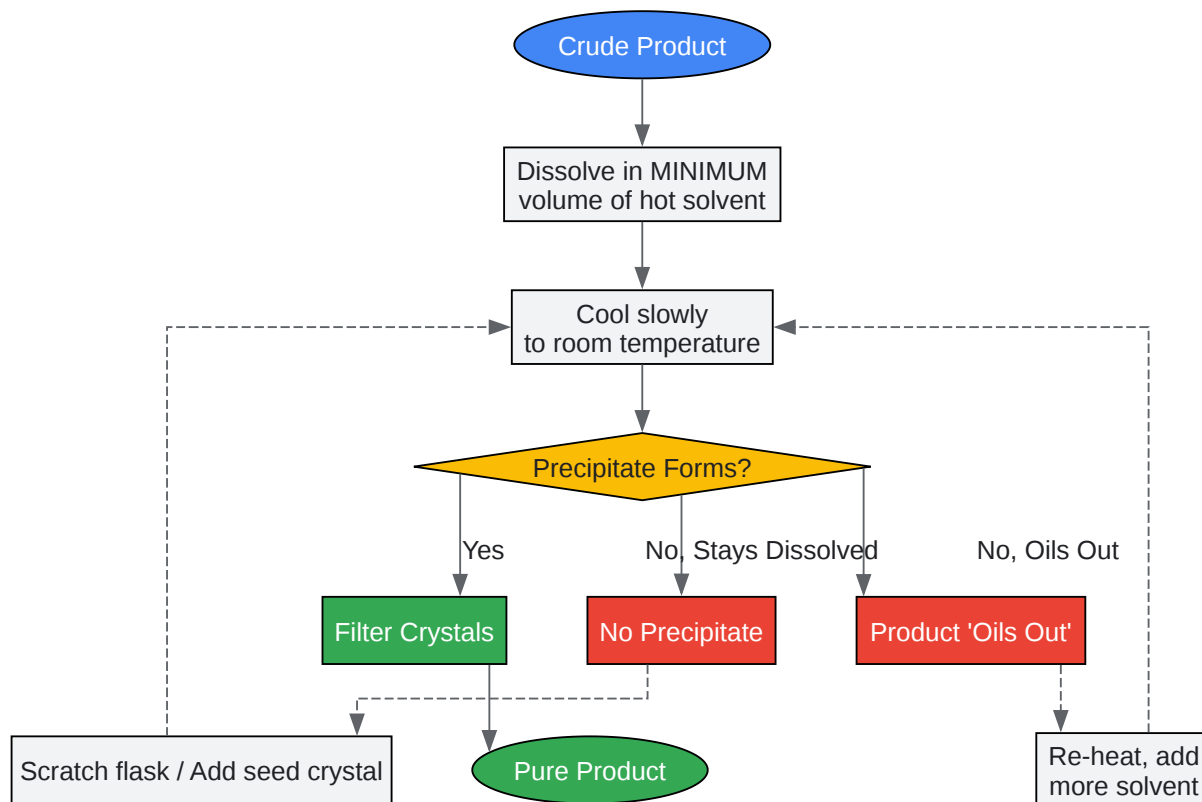 Crude Product
Dissolve in MINIMUM
volume of hot solvent
Cool slowly
to room temperature
Precipitate Forms?
Yes
No, Stays Dissolved
No, Oils Out
Filter Crystals
No Precipitate
Product 'Oils Out'
Scratch flask / Add seed crystal
Pure Product
Re-heat, add
more solvent